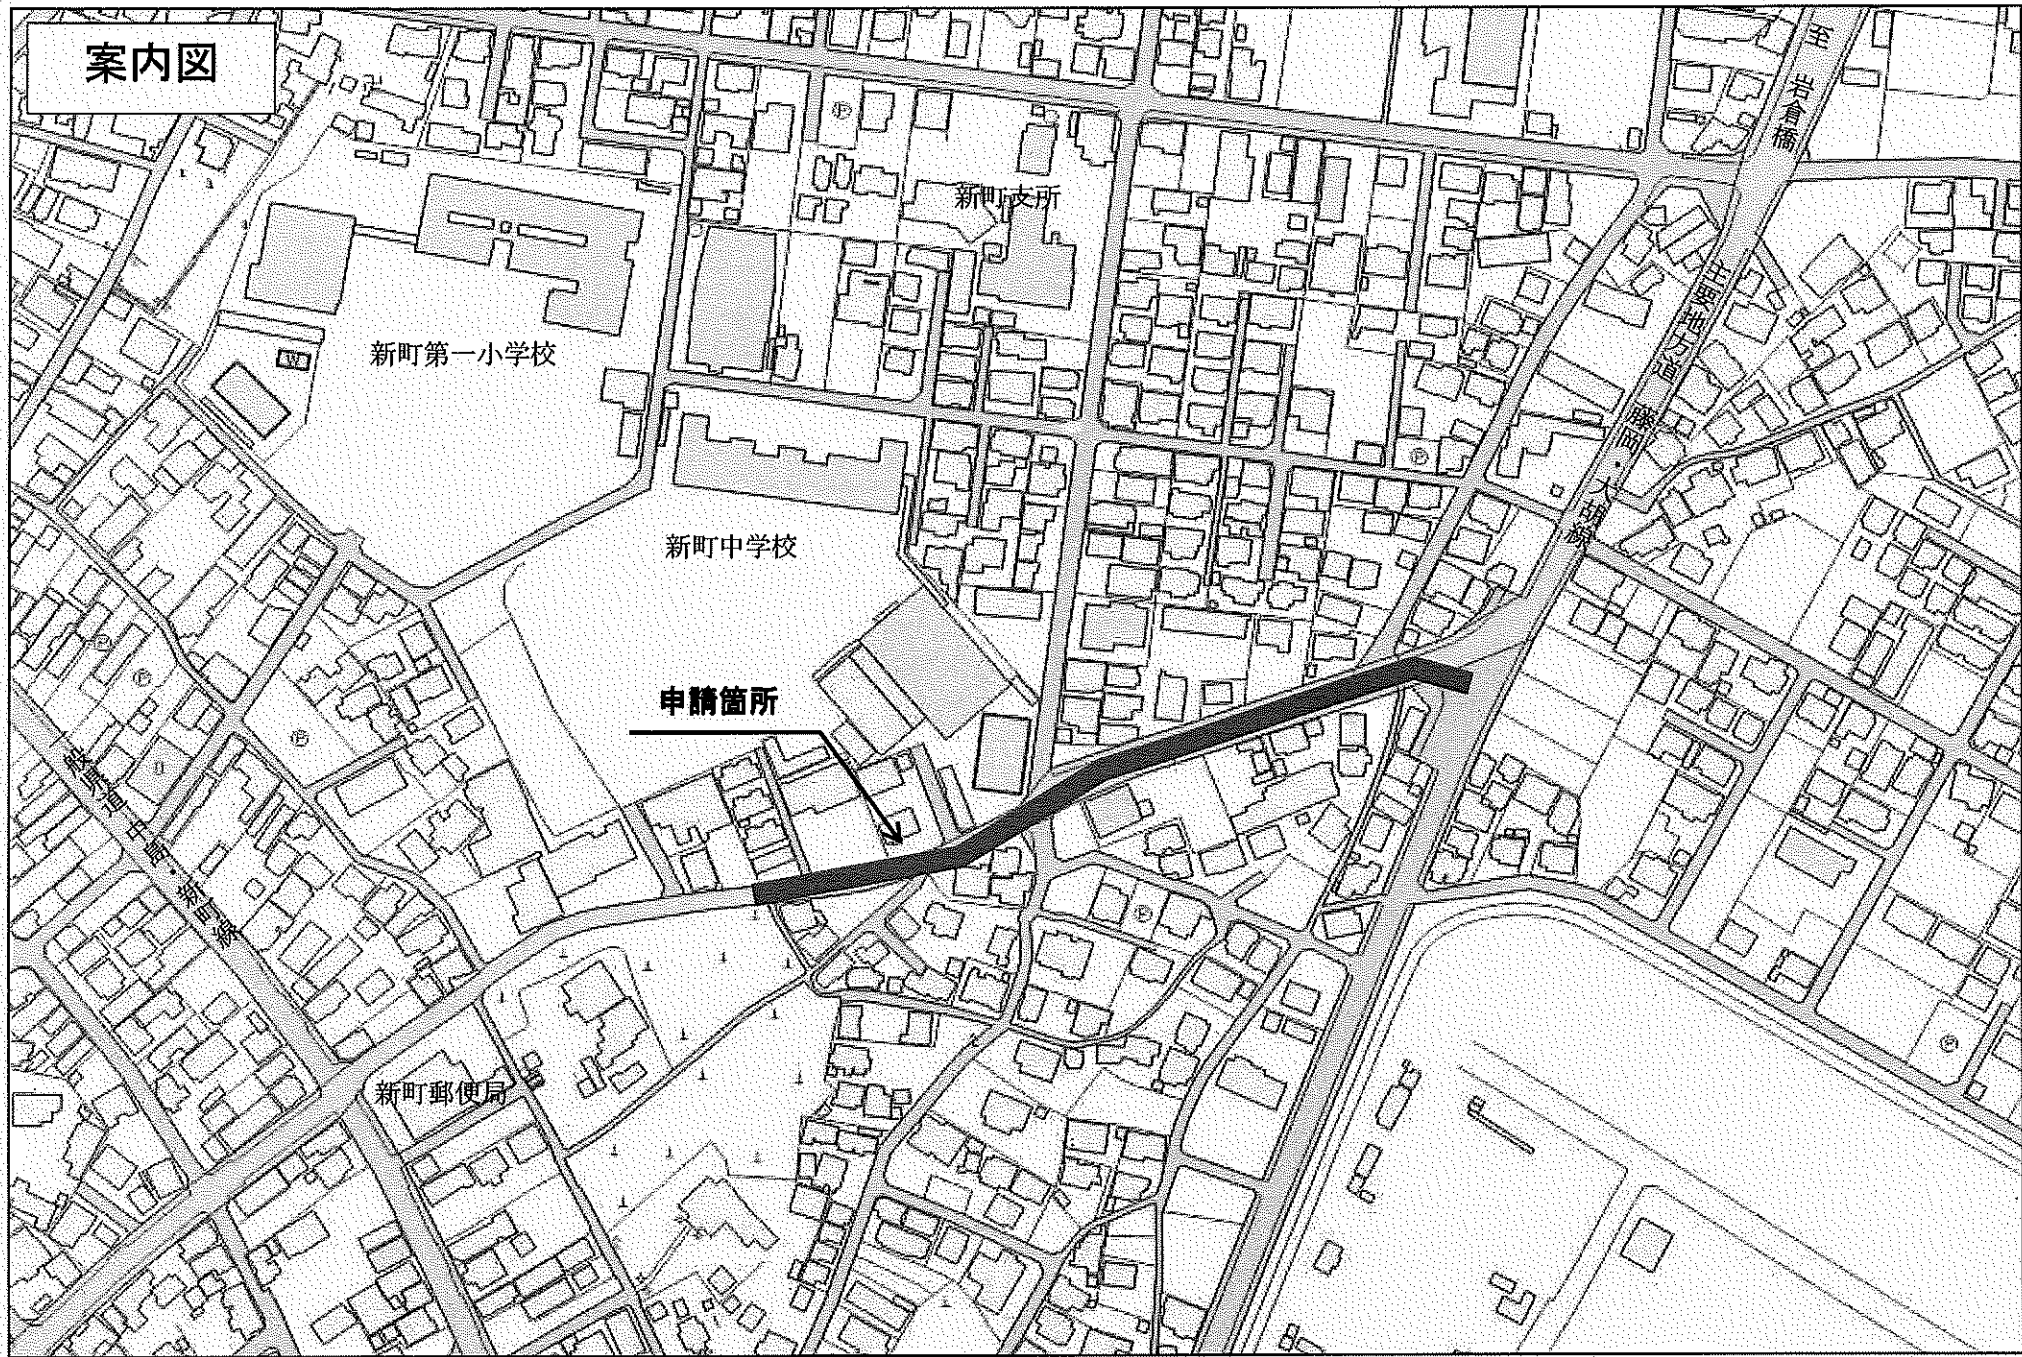 案内図
至 岩倉橋
新町支所
主要地方道 藤岡・大胡線
新町第一小学校
新町中学校
申請箇所
般県道 中島・新町線
新町郵便局